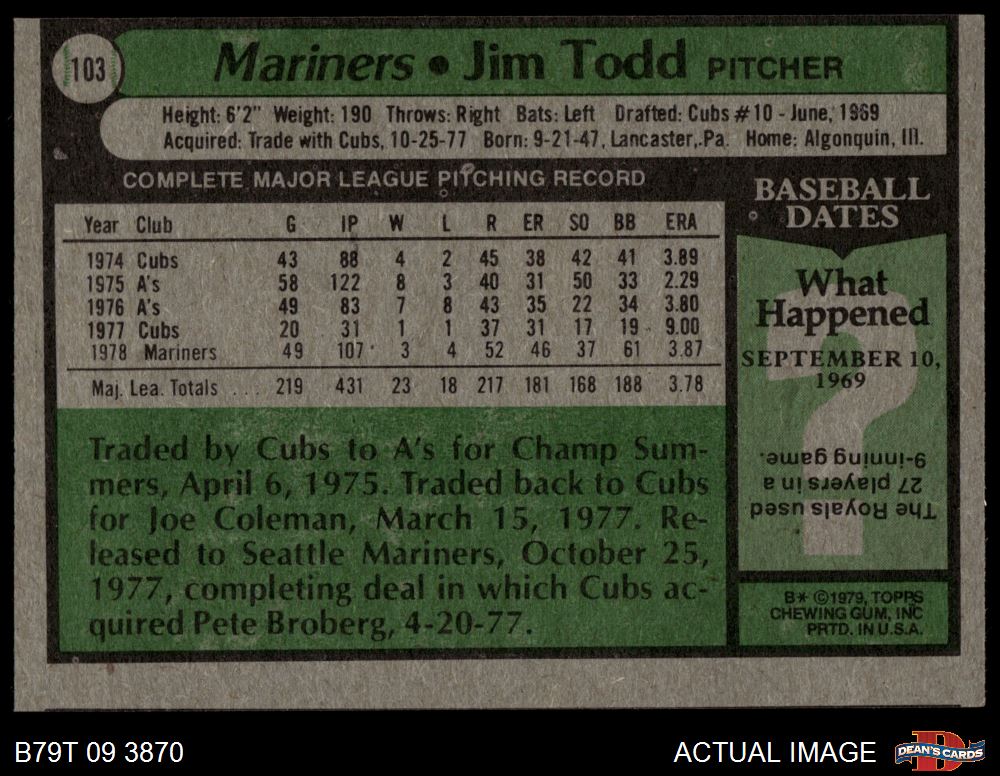 103
Mariners • Jim Todd PITCHER
Height: 6'2" Weight: 190 Throws: Right Bats: Left Drafted: Cubs #10 - June, 1969
Acquired: Trade with Cubs, 10-25-77 Born: 9-21-47, Lancaster, Pa. Home: Algonquin, Ill.
COMPLETE MAJOR LEAGUE PITCHING RECORD
Year Club G IP W L R ER SO BB ERA
1974 Cubs 43 88 4 2 45 38 42 41 3.89
1975 A's 58 122 8 3 40 31 50 33 2.29
1976 A's 49 83 7 8 43 35 22 34 3.80
1977 Cubs 20 31 1 1 37 31 17 19 9.00
1978 Mariners 49 107 3 4 52 46 37 61 3.87
Maj. Lea. Totals . . . 219 431 23 18 217 181 168 188 3.78
Traded by Cubs to A's for Champ Sum-
mers, April 6, 1975. Traded back to Cubs
for Joe Coleman, March 15, 1977. Re-
leased to Seattle Mariners, October 25,
1977, completing deal in which Cubs ac-
quired Pete Broberg, 4-20-77.
BASEBALL
DATES
What
Happened
SEPTEMBER 10,
1969
The Royals used
27 players in a
9-inning game.
B* ©1979, TOPPS
CHEWING GUM, INC
PRTD. IN U.S.A.
B79T 09 3870
ACTUAL IMAGE
DEAN'S CARDS